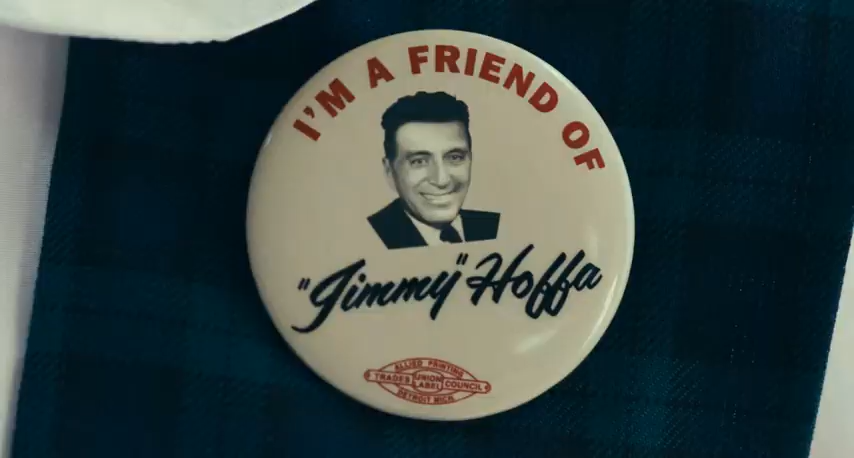 I'M A FRIEND OF
"Jimmy" Hoffa
ALLIED PRINTING
TRADES UNION LABEL COUNCIL
DETROIT MICH.